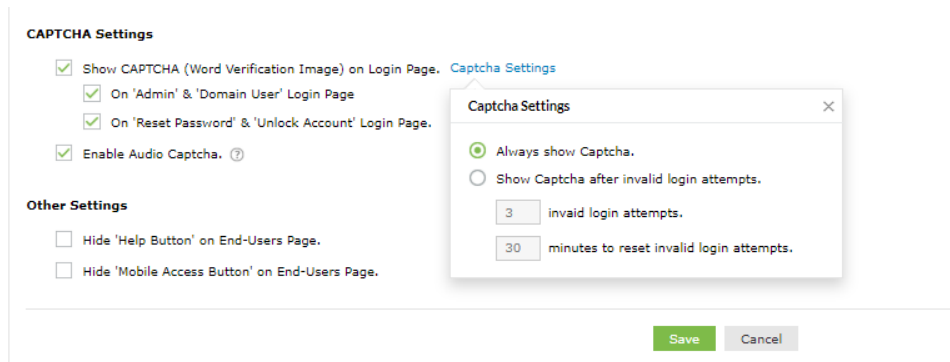 CAPTCHA Settings
Show CAPTCHA (Word Verification Image) on Login Page. Captcha Settings
On 'Admin' & 'Domain User' Login Page
On 'Reset Password' & 'Unlock Account' Login Page.
Enable Audio Captcha. ?
Captcha Settings ×
Always show Captcha.
Show Captcha after invalid login attempts.
3 invaid login attempts.
30 minutes to reset invalid login attempts.
Other Settings
Hide 'Help Button' on End-Users Page.
Hide 'Mobile Access Button' on End-Users Page.
Save Cancel